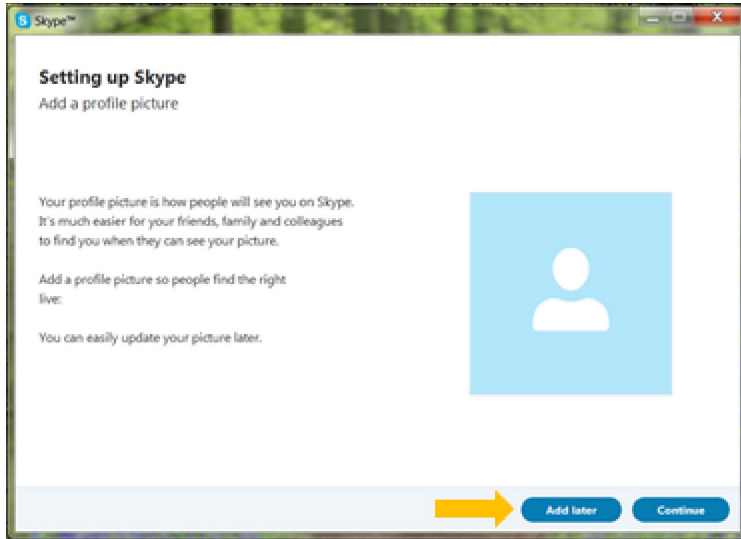 S Skype™
Setting up Skype
Add a profile picture
Your profile picture is how people will see you on Skype.
It's much easier for your friends, family and colleagues
to find you when they can see your picture.
Add a profile picture so people find the right
live:
You can easily update your picture later.
Add later
Continue